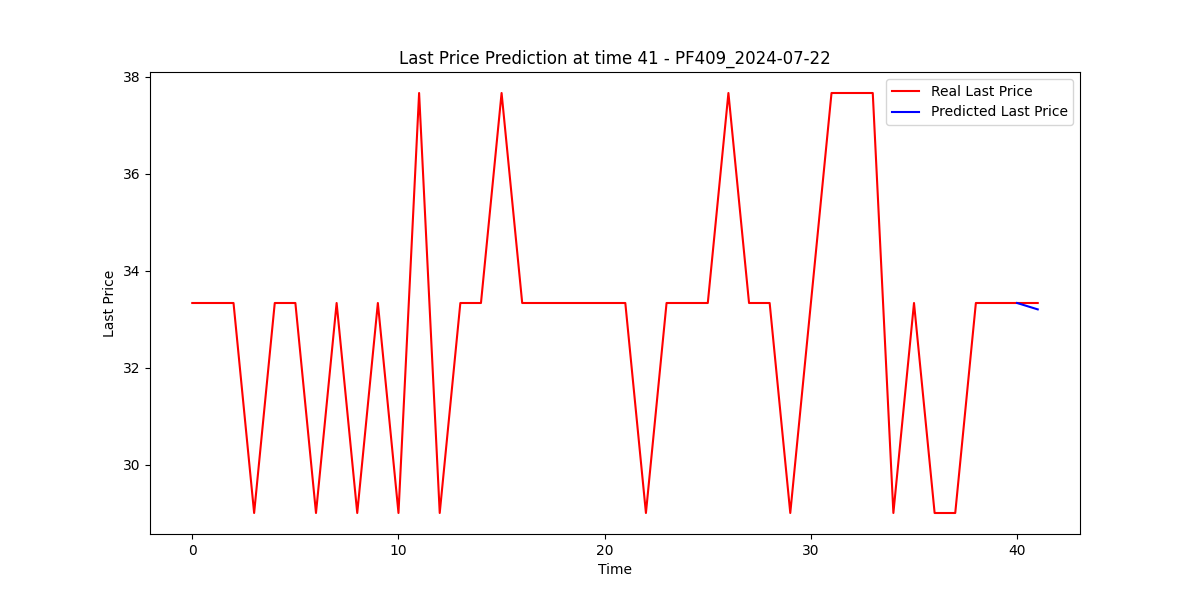 Last Price Prediction at time 41 - PF409_2024-07-22
Real Last Price
Predicted Last Price
Last Price
38
36
34
32
30
0 10 20 30 40
Time